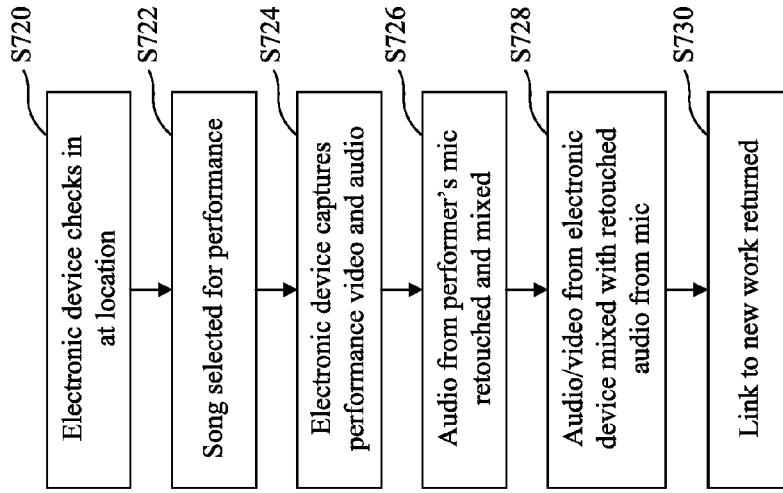 S720
Electronic device checks in
at location
S722
Song selected for performance
S724
Electronic device captures
performance video and audio
S726
Audio from performer's mic
retouched and mixed
S728
Audio/video from electronic
device mixed with retouched
audio from mic
S730
Link to new work returned